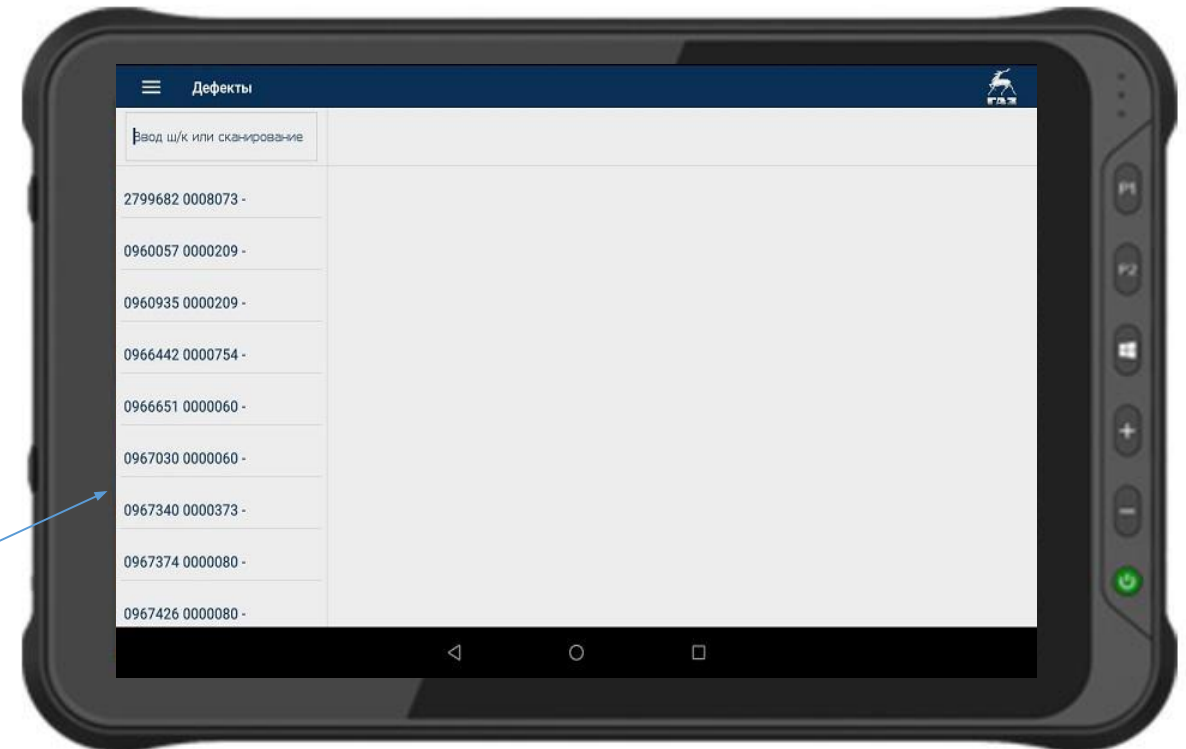 Дефекты
ГАЗ
Ввод ш/к или сканирование
2799682 0008073 -
0960057 0000209 -
0960935 0000209 -
0966442 0000754 -
0966651 0000060 -
0967030 0000060 -
0967340 0000373 -
0967374 0000080 -
0967426 0000080 -
P1
P2